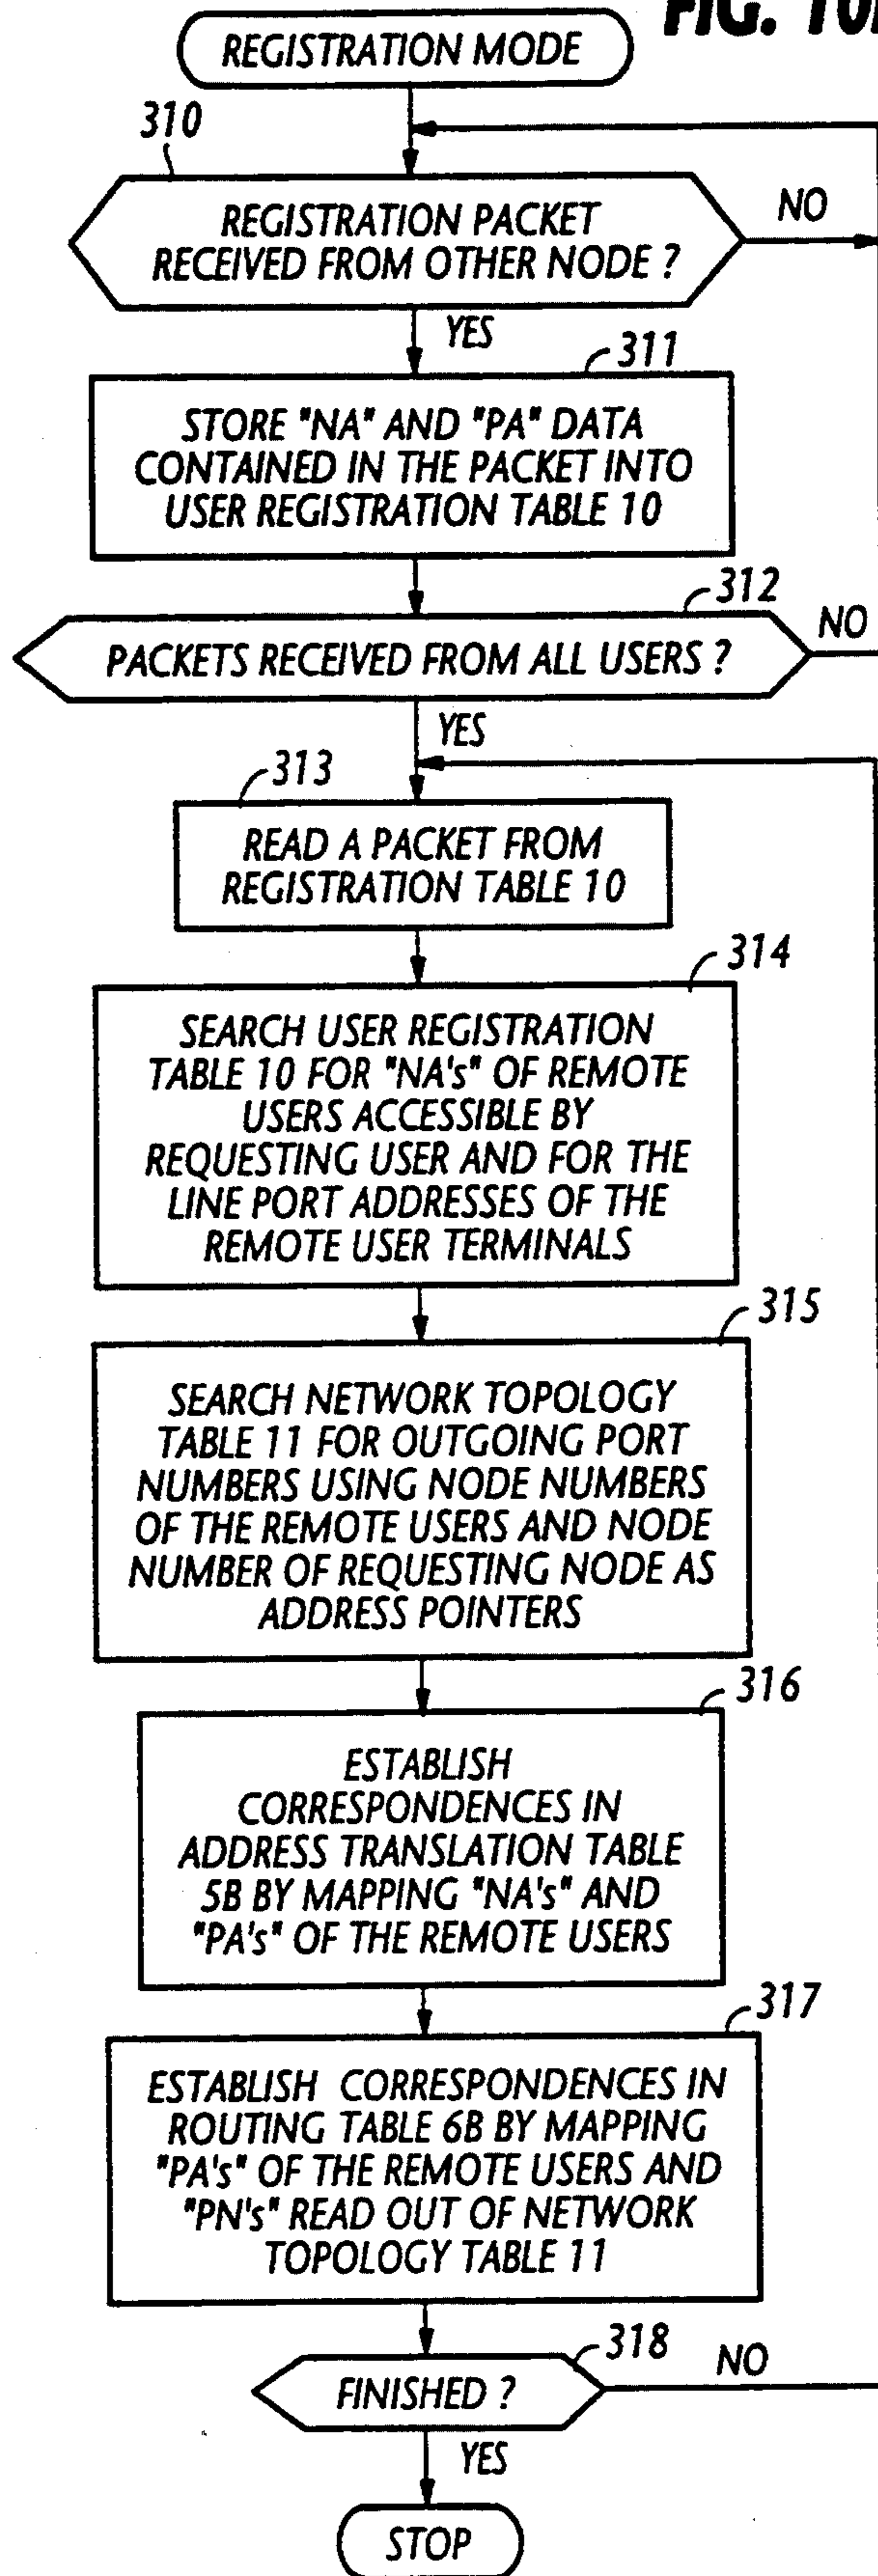 FIG. 10
REGISTRATION MODE
310
REGISTRATION PACKET
RECEIVED FROM OTHER NODE ?
NO
YES
311
STORE "NA" AND "PA" DATA
CONTAINED IN THE PACKET INTO
USER REGISTRATION TABLE 10
312
PACKETS RECEIVED FROM ALL USERS ?
NO
YES
313
READ A PACKET FROM
REGISTRATION TABLE 10
314
SEARCH USER REGISTRATION
TABLE 10 FOR "NA's" OF REMOTE
USERS ACCESSIBLE BY
REQUESTING USER AND FOR THE
LINE PORT ADDRESSES OF THE
REMOTE USER TERMINALS
315
SEARCH NETWORK TOPOLOGY
TABLE 11 FOR OUTGOING PORT
NUMBERS USING NODE NUMBERS
OF THE REMOTE USERS AND NODE
NUMBER OF REQUESTING NODE AS
ADDRESS POINTERS
316
ESTABLISH
CORRESPONDENCES IN
ADDRESS TRANSLATION TABLE
5B BY MAPPING "NA's" AND
"PA's" OF THE REMOTE USERS
317
ESTABLISH CORRESPONDENCES IN
ROUTING TABLE 6B BY MAPPING
"PA's" OF THE REMOTE USERS AND
"PN's" READ OUT OF NETWORK
TOPOLOGY TABLE 11
318
FINISHED ?
NO
YES
STOP